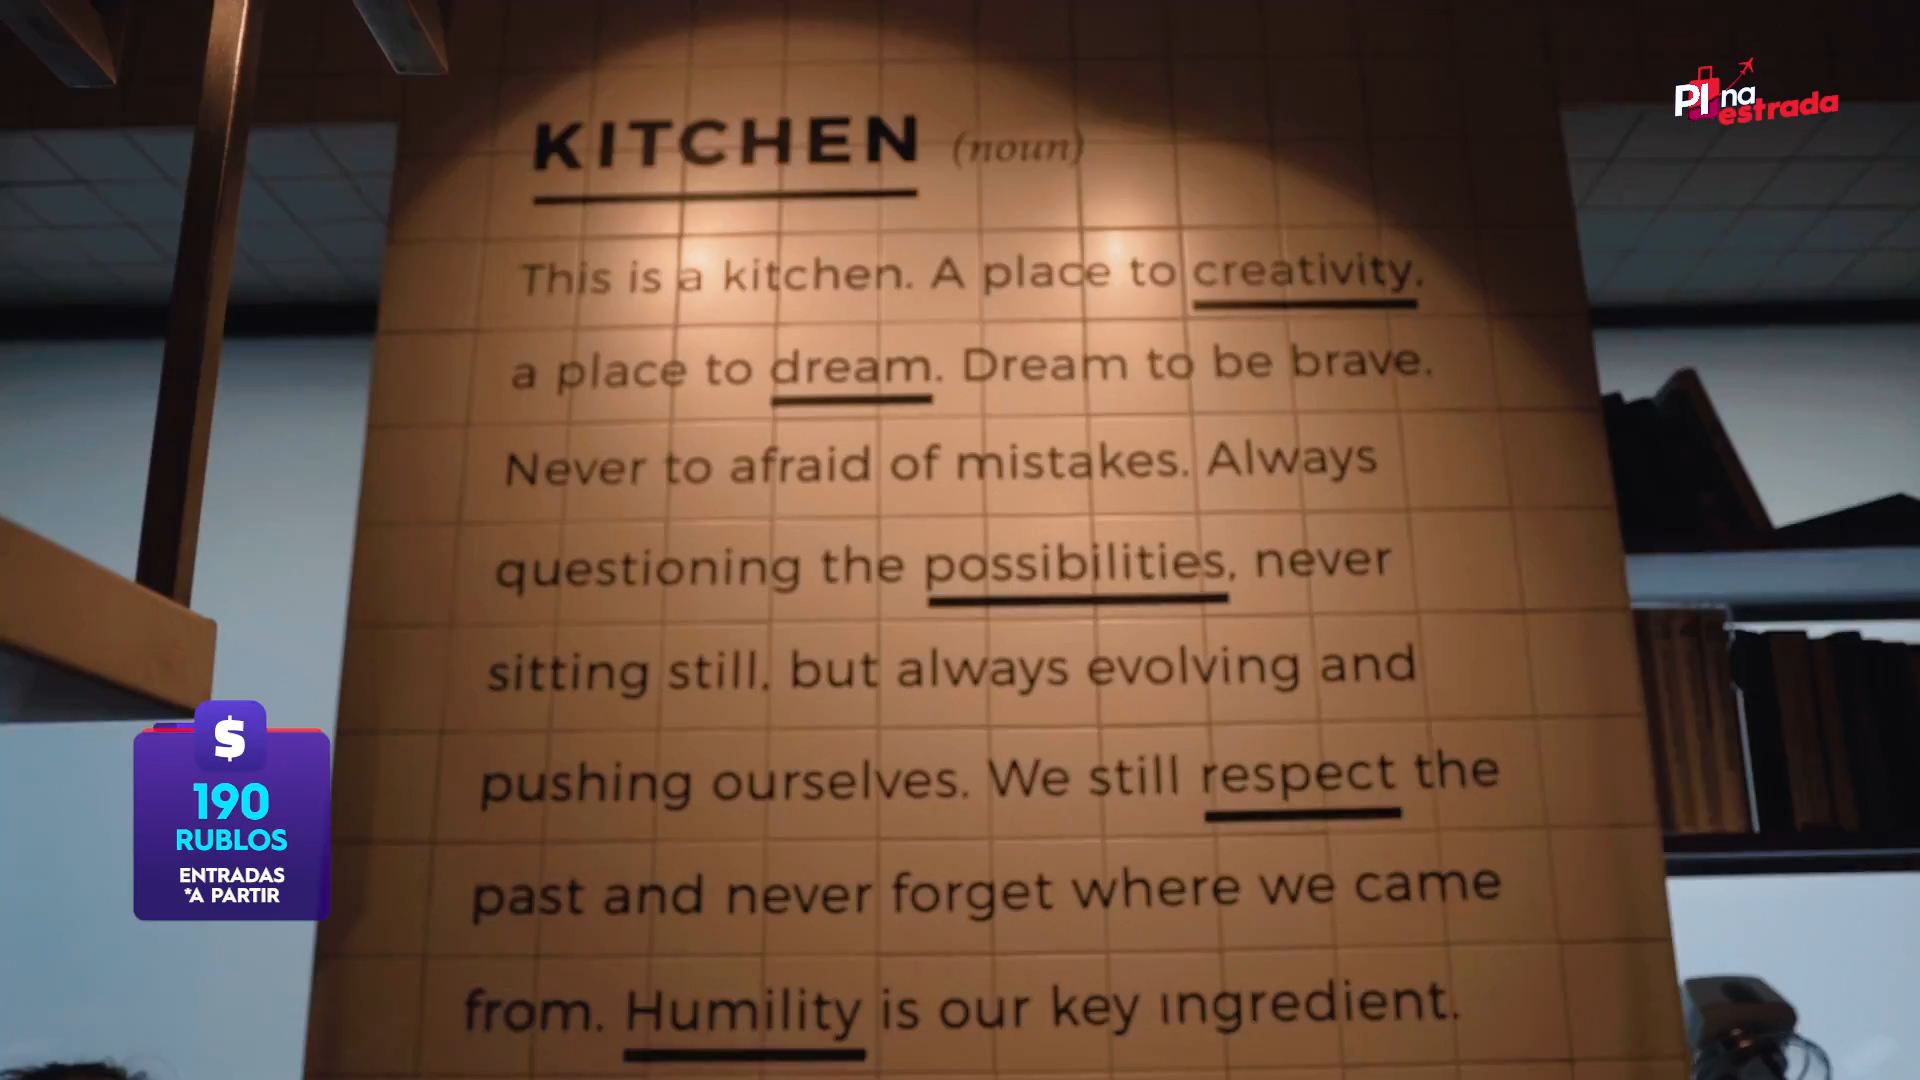 PI na
estrada
KITCHEN (noun)
This is a kitchen. A place to creativity,
a place to dream. Dream to be brave.
Never to afraid of mistakes. Always
questioning the possibilities, never
sitting still, but always evolving and
pushing ourselves. We still respect the
past and never forget where we came
from. Humility is our key ingredient.
$
190
RUBLOS
ENTRADAS
*A PARTIR